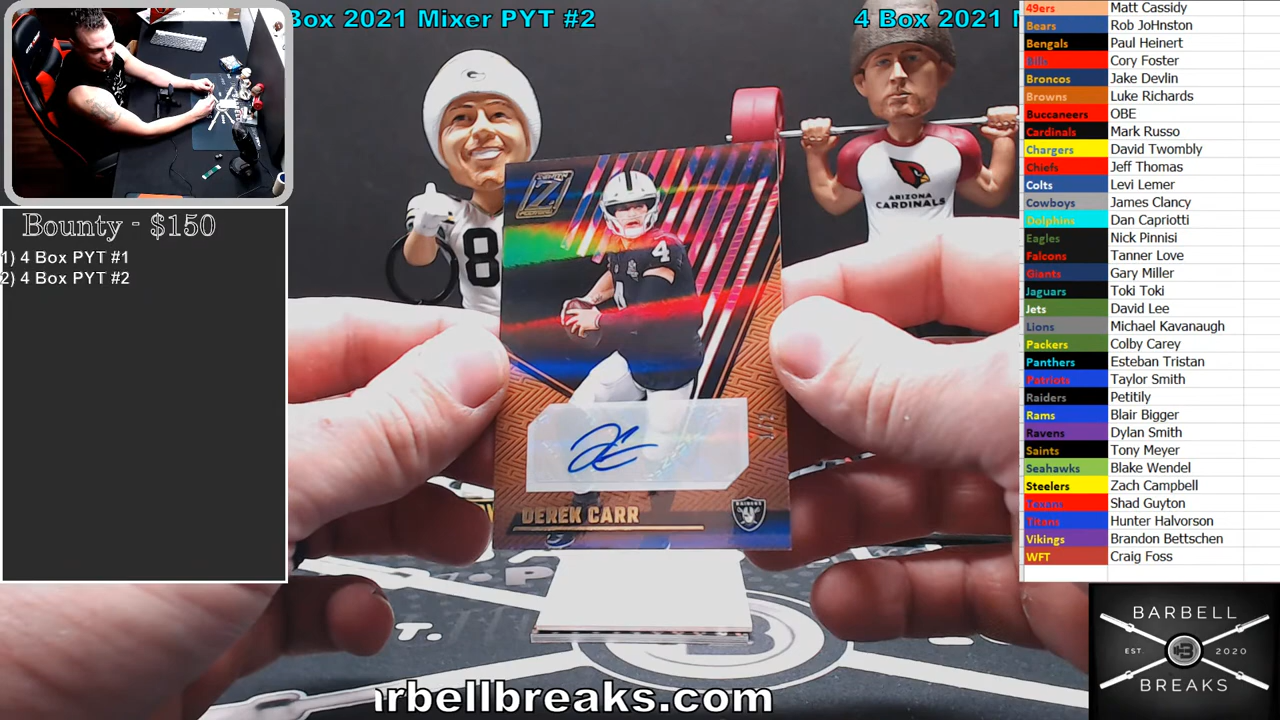 Box 2021 Mixer PYT #2
4 Box 2021
Bounty - $150
1) 4 Box PYT #1
2) 4 Box PYT #2
49ers Matt Cassidy
Bears Rob JoHnston
Bengals Paul Heinert
Bills Cory Foster
Broncos Jake Devlin
Browns Luke Richards
Buccaneers OBE
Cardinals Mark Russo
Chargers David Twombly
Chiefs Jeff Thomas
Colts Levi Lemer
Cowboys James Clancy
Dolphins Dan Capriotti
Eagles Nick Pinnisi
Falcons Tanner Love
Giants Gary Miller
Jaguars Toki Toki
Jets David Lee
Lions Michael Kavanaugh
Packers Colby Carey
Panthers Esteban Tristan
Patriots Taylor Smith
Raiders Petitily
Rams Blair Bigger
Ravens Dylan Smith
Saints Tony Meyer
Seahawks Blake Wendel
Steelers Zach Campbell
Texans Shad Guyton
Titans Hunter Halvorson
Vikings Brandon Bettschen
WFT Craig Foss
G
8
ARIZONA
CARDINALS
Z
4
DEREK CARR
RAIDERS
T.
BARBELL
EST. B 2020
BREAKS
arbellbreaks.com